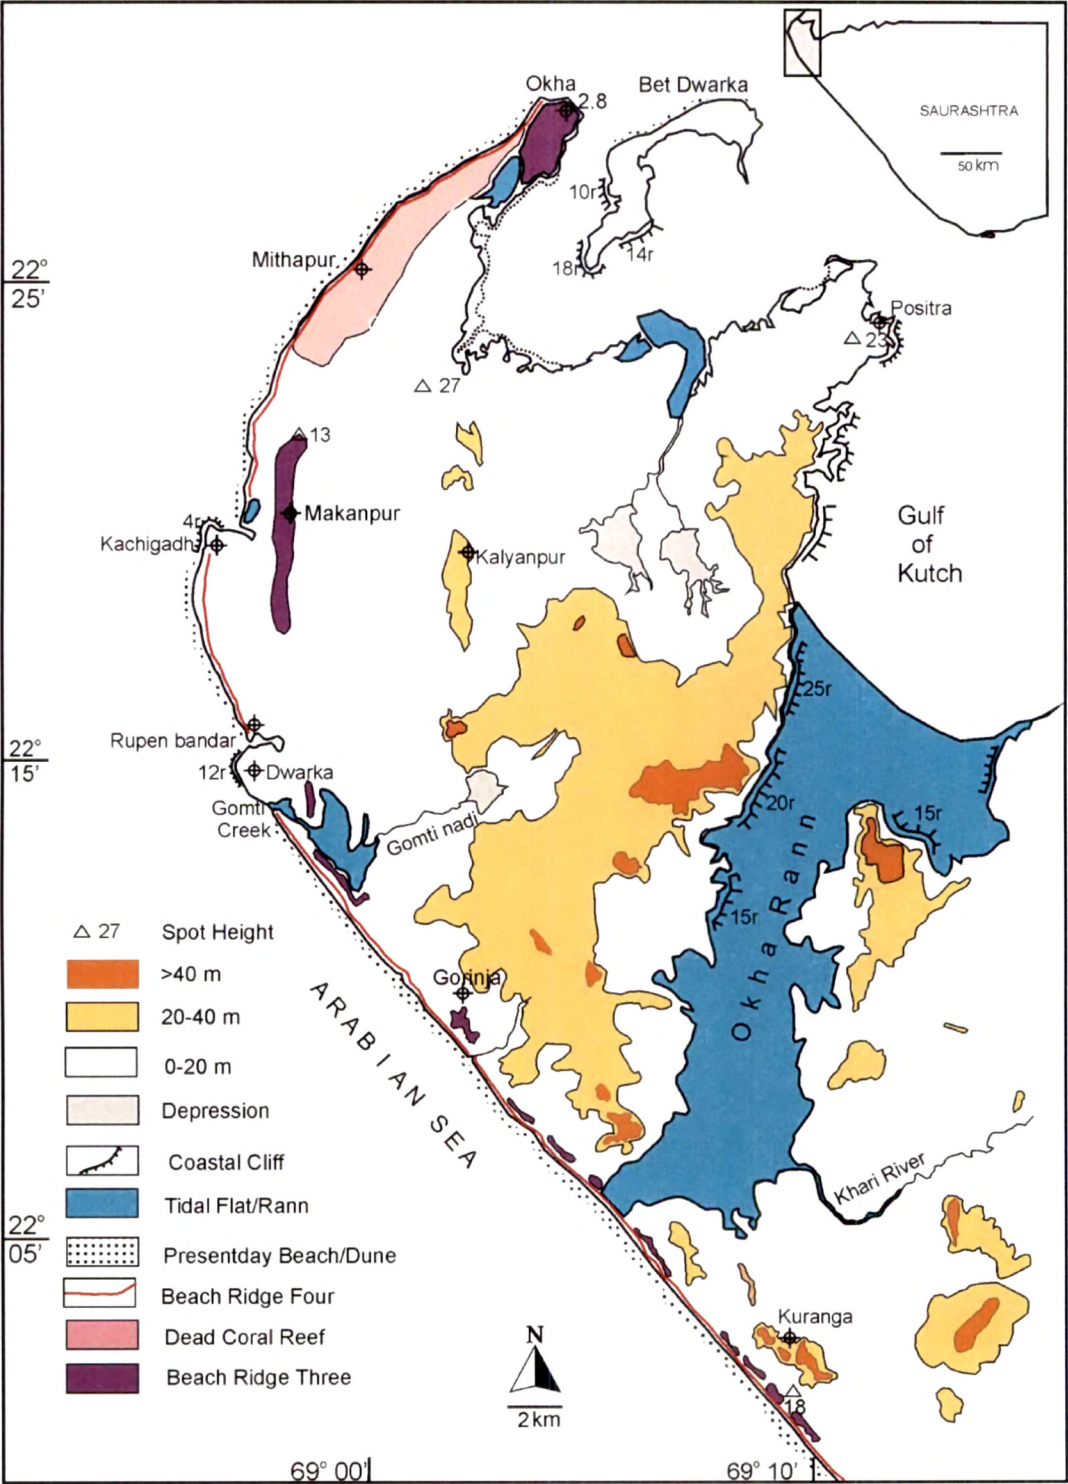 SAURASHTRA
50 km
Okha
2.8
Bet Dwarka
10r
14r
18r
Mithapur
22°
25'
Positra
23
27
13
Makanpur
4r
Kachigadh
Kalyanpur
Gulf
of
Kutch
25r
22°
15'
Rupen bandar
12r
Dwarka
20r
15r
Gomti
Creek
Gomti nadi
15r
Okha Rann
Gorinja
ARABIAN SEA
27 Spot Height
>40 m
20-40 m
0-20 m
Depression
Coastal Cliff
Tidal Flat/Rann
Presentday Beach/Dune
Beach Ridge Four
Dead Coral Reef
Beach Ridge Three
Khari River
22°
05'
Kuranga
18
N
2 km
69° 00'
69° 10'